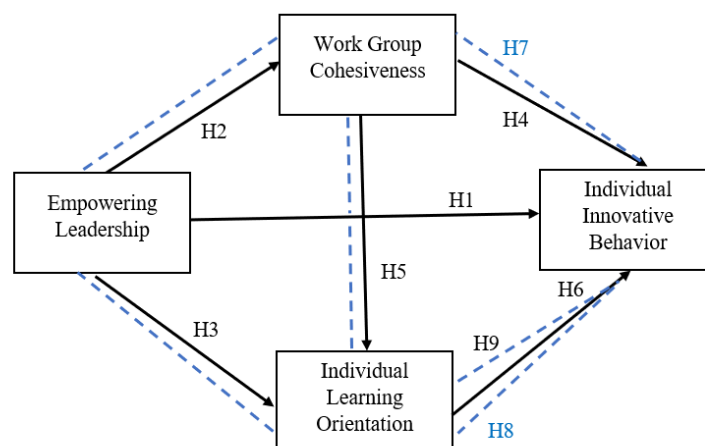 Work Group
Cohesiveness
H7
H2
H4
Empowering
Leadership
H1
Individual
Innovative
Behavior
H5
H6
H3
H9
Individual
Learning
Orientation
H8